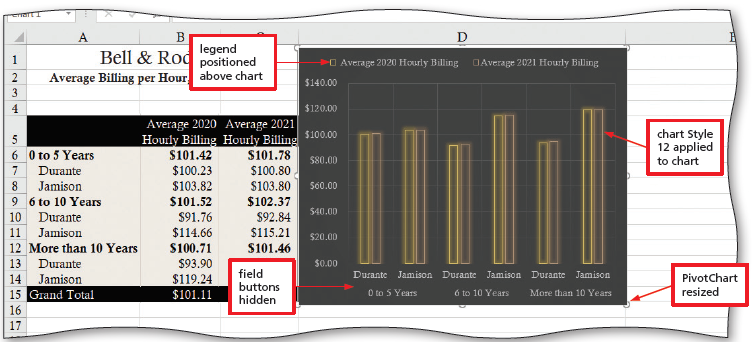 A B D
1 Bell & Rod
2 Average Billing per Hour,
3
4
Average 2020 Average 2021
5 Hourly Billing Hourly Billing
6 0 to 5 Years $101.42 $101.78
7 Durante $100.23 $100.80
8 Jamison $103.82 $103.80
9 6 to 10 Years $101.52 $102.37
10 Durante $91.76 $92.84
11 Jamison $114.66 $115.21
12 More than 10 Years $100.71 $101.46
13 Durante $93.90
14 Jamison $119.24
15 Grand Total $101.11
16
17
legend
positioned
above chart
Average 2020 Hourly Billing Average 2021 Hourly Billing
$140.00
$120.00
$100.00
$80.00
$60.00
$40.00
$20.00
$0.00
Durante Jamison Durante Jamison Durante Jamison
0 to 5 Years 6 to 10 Years More than 10 Years
chart Style
12 applied
to chart
field
buttons
hidden
PivotChart
resized